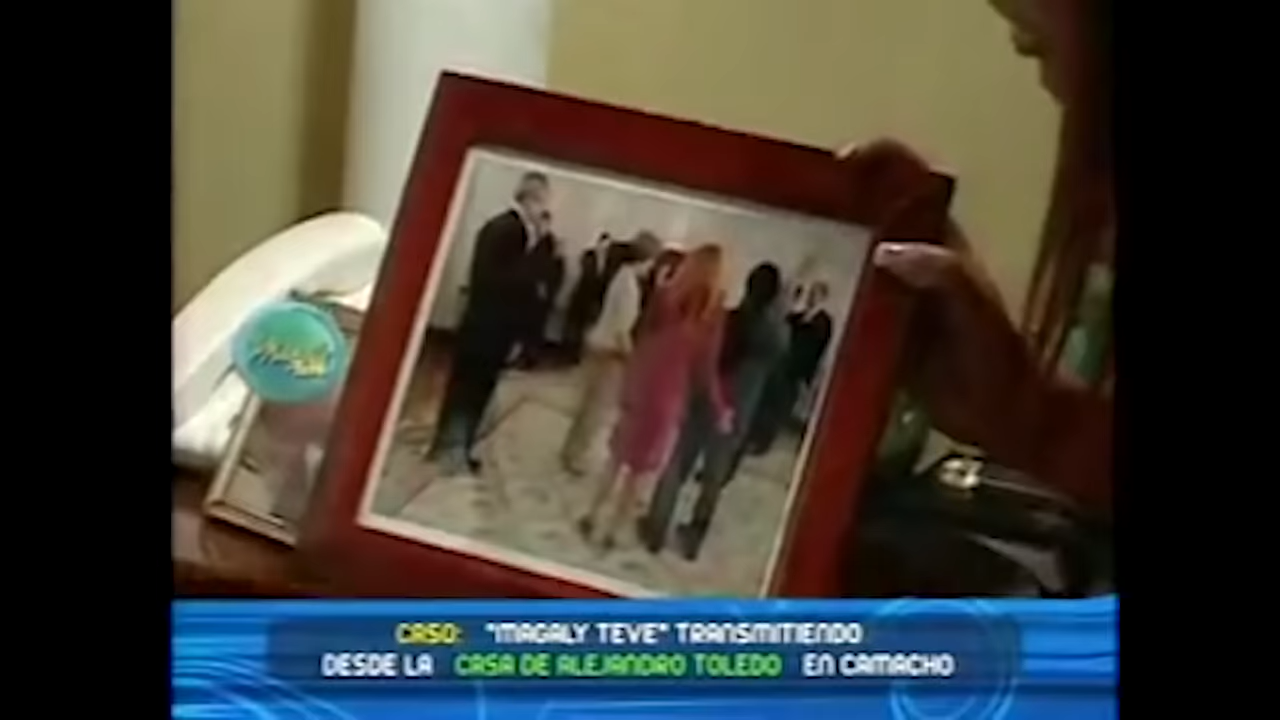 CASO: "MAGALY TEVE" TRANSMITIENDO
DESDE LA CASA DE ALEJANDRO TOLEDO EN CAMACHO